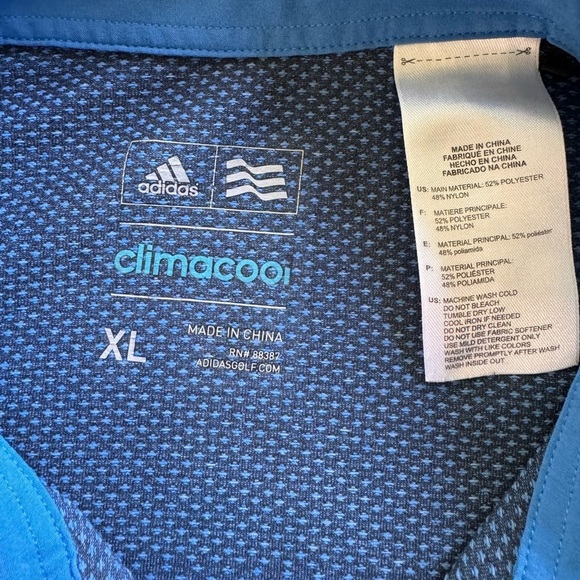 adidas
climacool
XL
MADE IN CHINA
RN# 88387
ADIDASGOLF.COM
MADE IN CHINA
FABRIQUÉ EN CHINE
HECHO EN CHINA
FABRICADO NA CHINA
US: MAIN MATERIAL: 52% POLYESTER
48% NYLON
F: MATIERE PRINCIPALE:
52% POLYESTER
48% NYLON
E: MATERIAL PRINCIPAL: 52% poliéster
48% poliamida
P: MATERIAL PRINCIPAL:
52% POLIÉSTER
48% POLIAMIDA
US: MACHINE WASH COLD
DO NOT BLEACH
TUMBLE DRY LOW
COOL IRON IF NEEDED
DO NOT DRY CLEAN
DO NOT USE FABRIC SOFTENER
USE MILD DETERGENT ONLY
WASH WITH LIKE COLORS
REMOVE PROMPTLY AFTER WASH
WASH INSIDE OUT